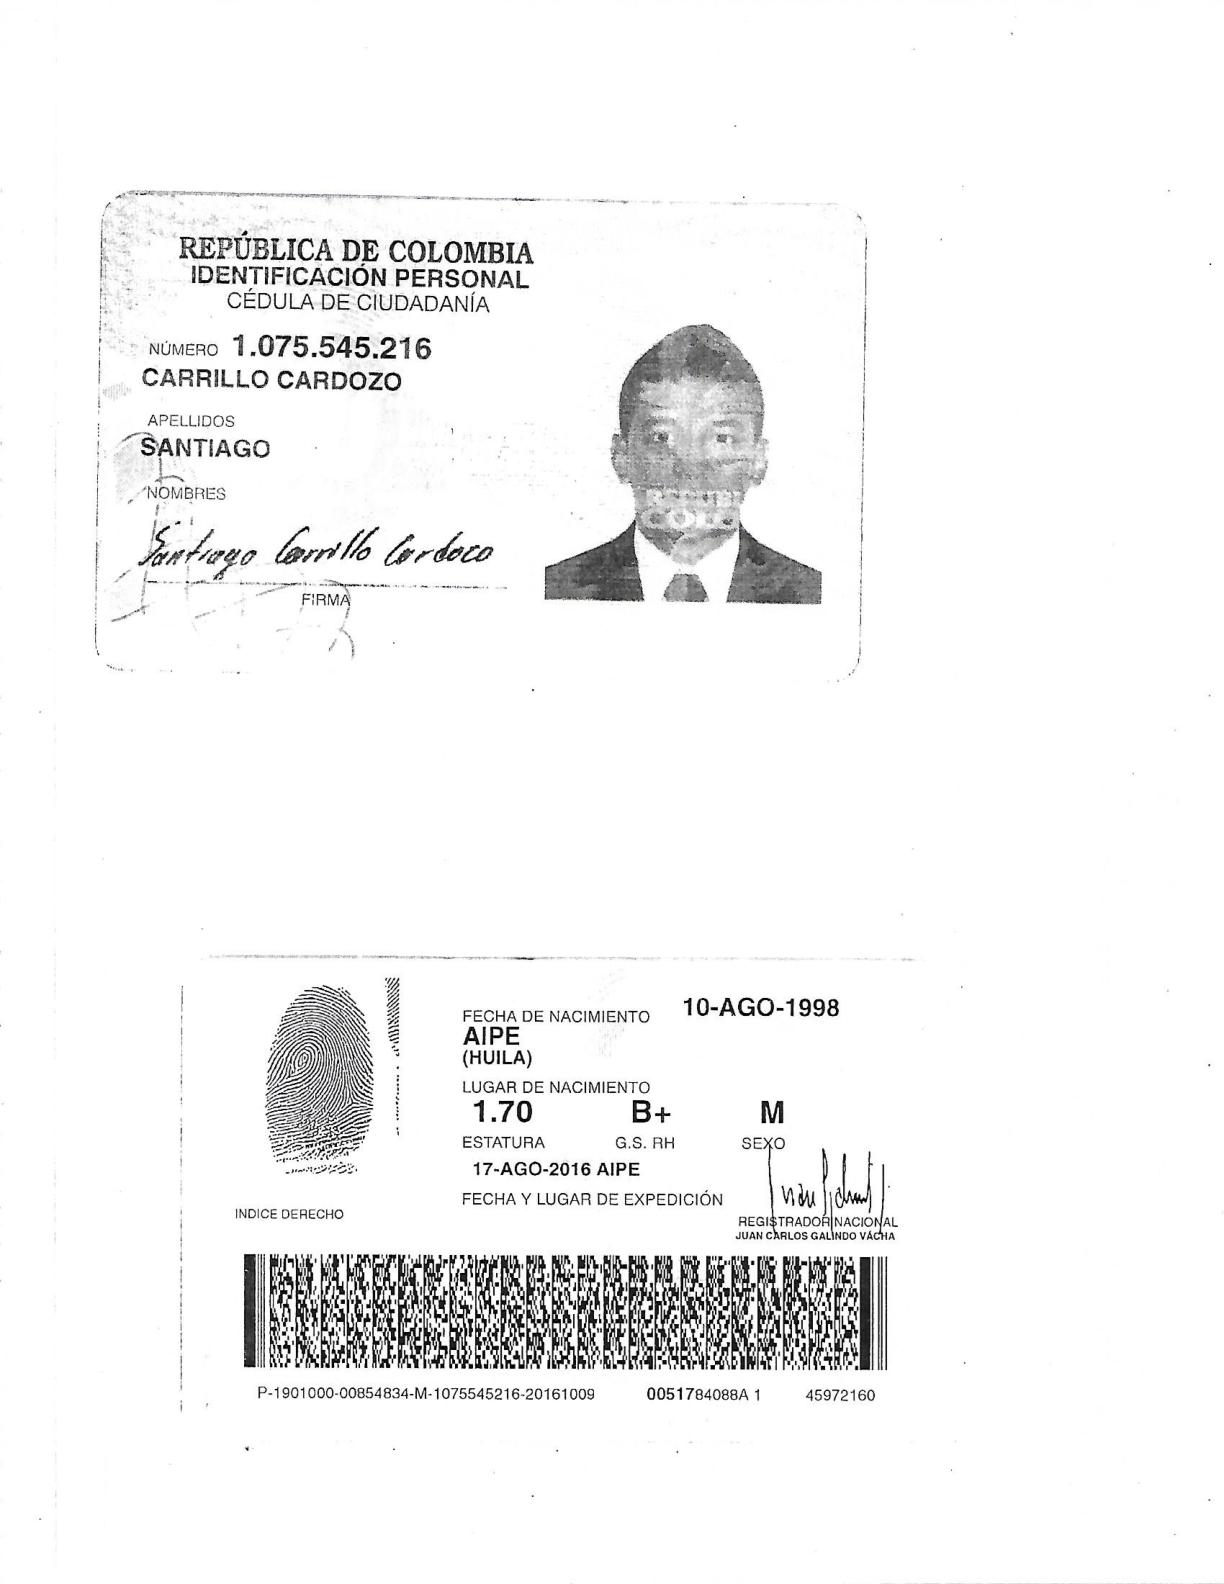 REPÚBLICA DE COLOMBIA
IDENTIFICACIÓN PERSONAL
CÉDULA DE CIUDADANÍA
NÚMERO 1.075.545.216
CARRILLO CARDOZO
APELLIDOS
SANTIAGO
NOMBRES
Santiago Carrillo Cardozo
FIRMA
COLO
FECHA DE NACIMIENTO 10-AGO-1998
AIPE
(HUILA)
LUGAR DE NACIMIENTO
1.70 B+ M
ESTATURA G.S. RH SEXO
17-AGO-2016 AIPE
FECHA Y LUGAR DE EXPEDICIÓN
INDICE DERECHO
REGISTRADOR NACIONAL
JUAN CARLOS GALINDO VÁCHA
P-1901000-00854834-M-1075545216-20161009 0051784088A 1 45972160